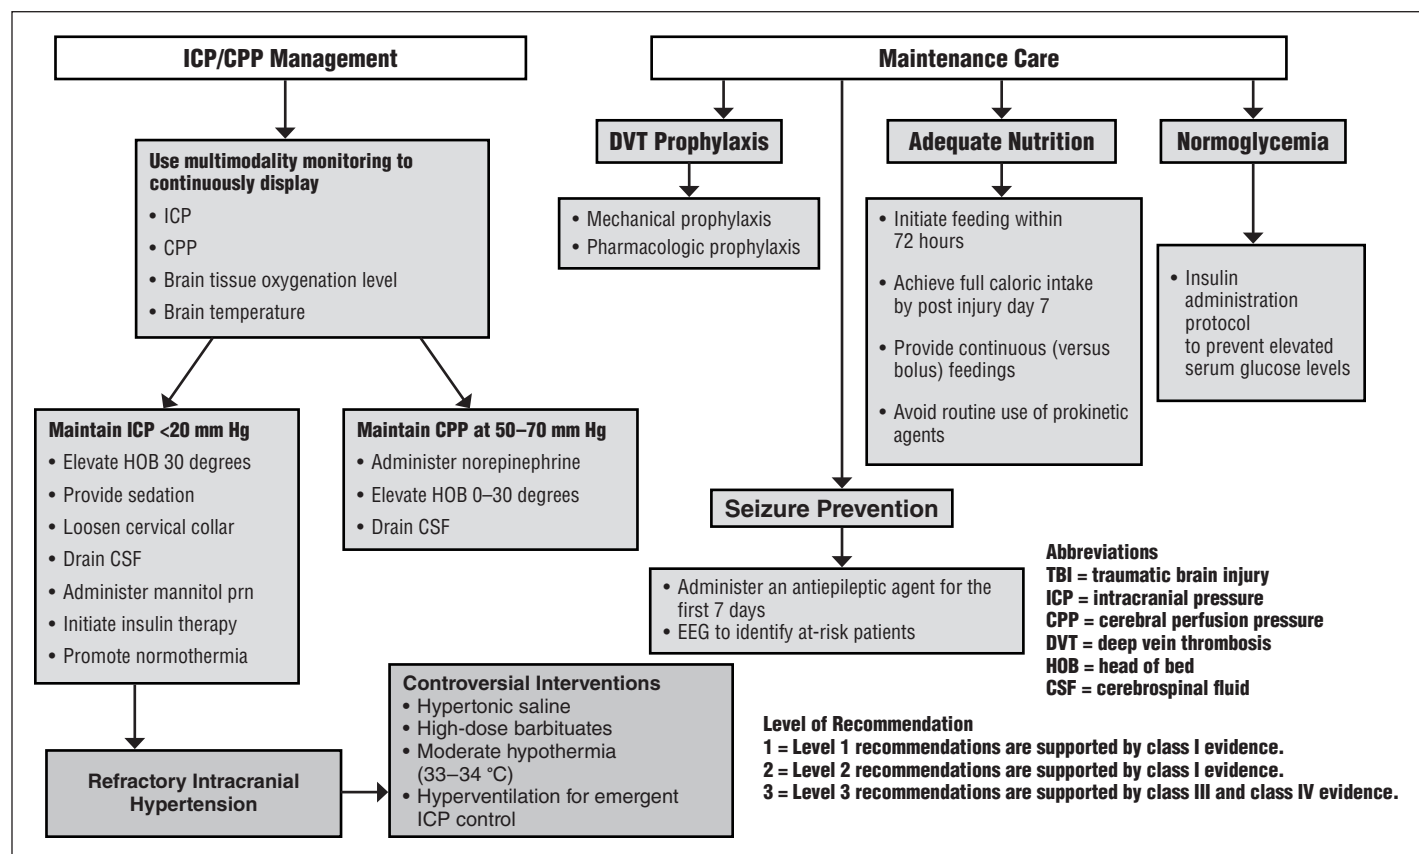 ICP/CPP Management
Use multimodality monitoring to
continuously display
• ICP
• CPP
• Brain tissue oxygenation level
• Brain temperature
Maintain ICP <20 mm Hg
• Elevate HOB 30 degrees
• Provide sedation
• Loosen cervical collar
• Drain CSF
• Administer mannitol prn
• Initiate insulin therapy
• Promote normothermia
Maintain CPP at 50–70 mm Hg
• Administer norepinephrine
• Elevate HOB 0–30 degrees
• Drain CSF
Refractory Intracranial
Hypertension
Controversial Interventions
• Hypertonic saline
• High-dose barbituates
• Moderate hypothermia
(33–34 °C)
• Hyperventilation for emergent
ICP control
Maintenance Care
DVT Prophylaxis
• Mechanical prophylaxis
• Pharmacologic prophylaxis
Adequate Nutrition
• Initiate feeding within
72 hours
• Achieve full caloric intake
by post injury day 7
• Provide continuous (versus
bolus) feedings
• Avoid routine use of prokinetic
agents
Normoglycemia
• Insulin
administration
protocol
to prevent elevated
serum glucose levels
Seizure Prevention
• Administer an antiepileptic agent for the
first 7 days
• EEG to identify at-risk patients
Abbreviations
TBI = traumatic brain injury
ICP = intracranial pressure
CPP = cerebral perfusion pressure
DVT = deep vein thrombosis
HOB = head of bed
CSF = cerebrospinal fluid
Level of Recommendation
1 = Level 1 recommendations are supported by class I evidence.
2 = Level 2 recommendations are supported by class I evidence.
3 = Level 3 recommendations are supported by class III and class IV evidence.